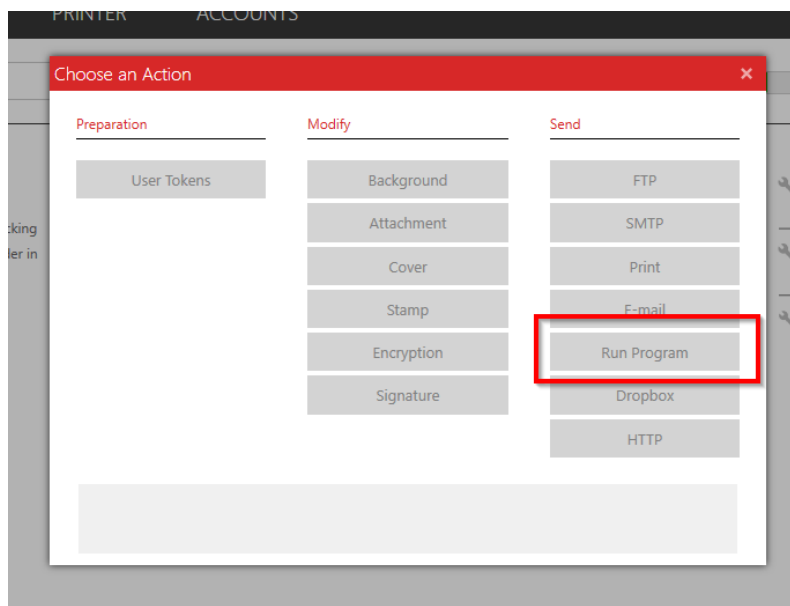 PRINTER ACCOUNTS
Choose an Action
Preparation Modify Send
User Tokens Background FTP
Attachment SMTP
cking
Cover Print
ler in
Stamp E-mail
Encryption Run Program
Signature Dropbox
HTTP